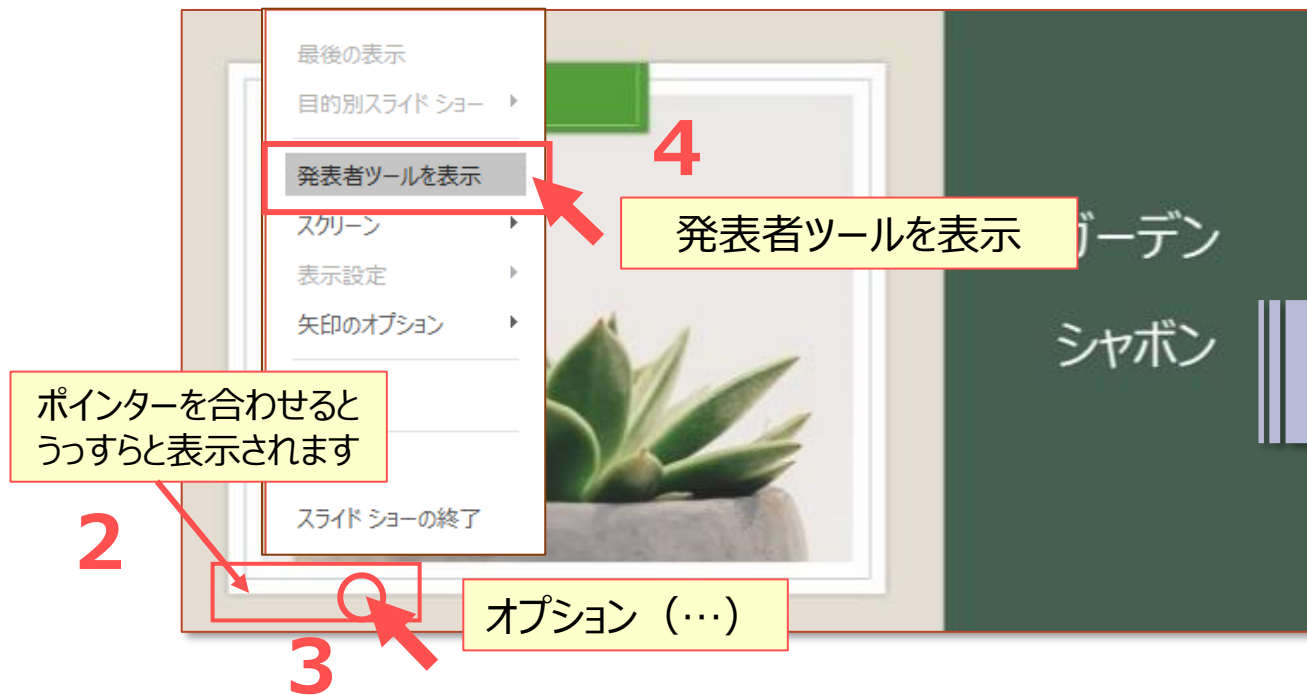 最後の表示
目的別スライド ショー
4
発表者ツールを表示
発表者ツールを表示
スクリーン
ガーデン
表示設定
矢印のオプション
シャボン
ポインターを合わせると
うっすらと表示されます
スライド ショーの終了
2
オプション（…）
3